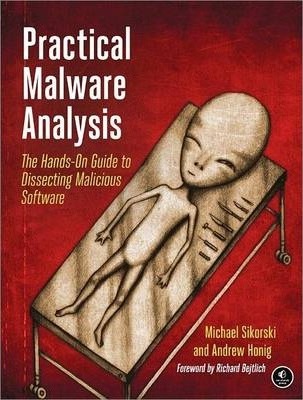 Practical
Malware
Analysis
The Hands-On Guide to
Dissecting Malicious
Software
Michael Sikorski
and Andrew Honig
Foreword by Richard Bejtlich